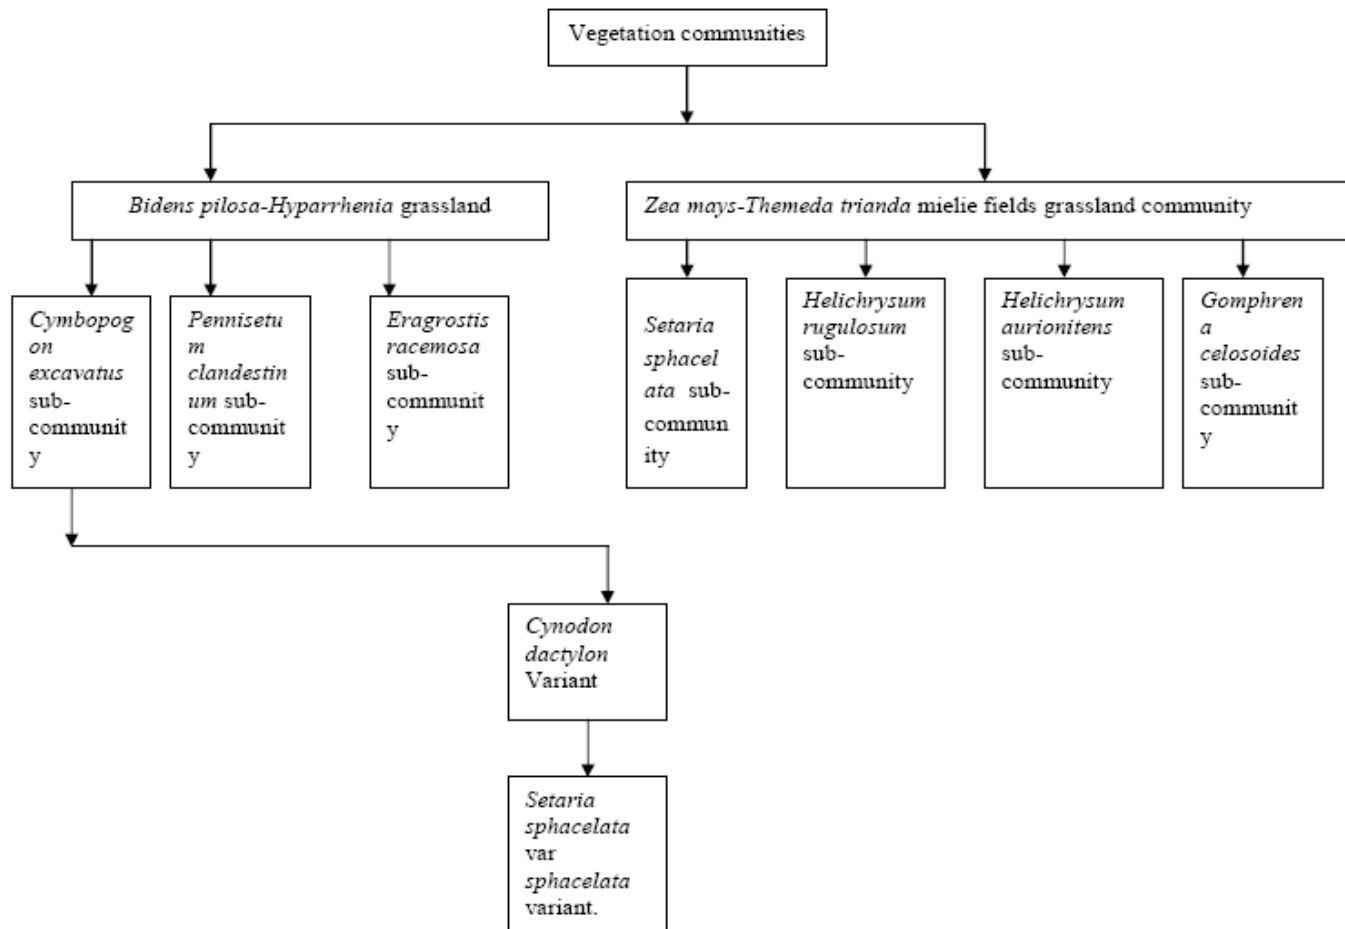 Vegetation communities
Bidens pilosa-Hyparrhenia grassland
Zea mays-Themeda trianda mielie fields grassland community
Cymbopog
on
excavatus
sub-
communit
y
Pennisetu
m
clandestin
um sub-
communit
y
Eragrostis
racemosa
sub-
communit
y
Setaria
sphacel
ata sub-
commun
ity
Helichrysum
rugulosum
sub-
community
Helichrysum
aurionitens
sub-
community
Gomphren
a
celosoides
sub-
communit
y
Cynodon
dactylon
Variant
Setaria
sphacelata
var
sphacelata
variant.